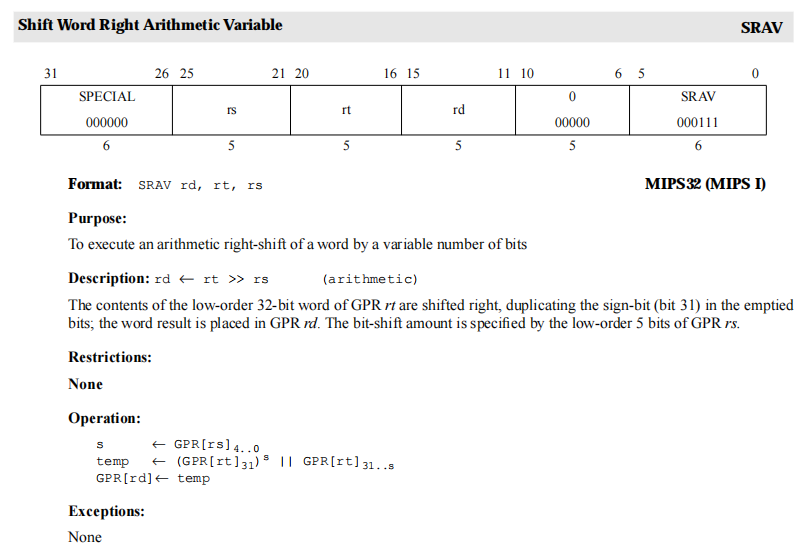 Shift Word Right Arithmetic Variable SRAV
31 26 25 21 20 16 15 11 10 6 5 0
SPECIAL rs rt rd 0 SRAV
000000 00000 000111
6 5 5 5 5 6
Format: SRAV rd, rt, rs MIPS32 (MIPS I)
Purpose:
To execute an arithmetic right-shift of a word by a variable number of bits
Description: rd ← rt >> rs (arithmetic)
The contents of the low-order 32-bit word of GPR rt are shifted right, duplicating the sign-bit (bit 31) in the emptied
bits; the word result is placed in GPR rd. The bit-shift amount is specified by the low-order 5 bits of GPR rs.
Restrictions:
None
Operation:
s ← GPR[rs]4..0
temp ← (GPR[rt]31)s || GPR[rt]31..s
GPR[rd]← temp
Exceptions:
None